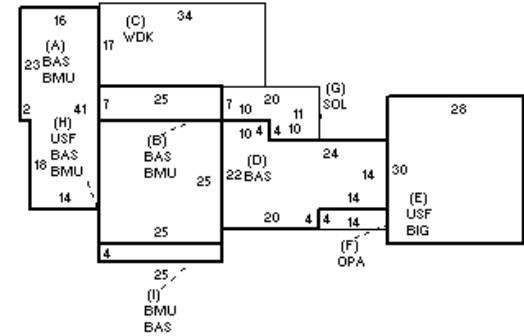 16
(C)
WDK
34
(A)
BAS
BMU
17
23
25
7
7
20
10
(G)
SOL
28
2
41
(H)
USF
BAS
BMU
(B)
BAS
BMU
10
4
4
11
10
(D)
BAS
24
18
14
25
22
14
30
(E)
USF
BIG
14
20
4
4
14
(F)
OPA
25
4
25
(I)
BMU
BAS